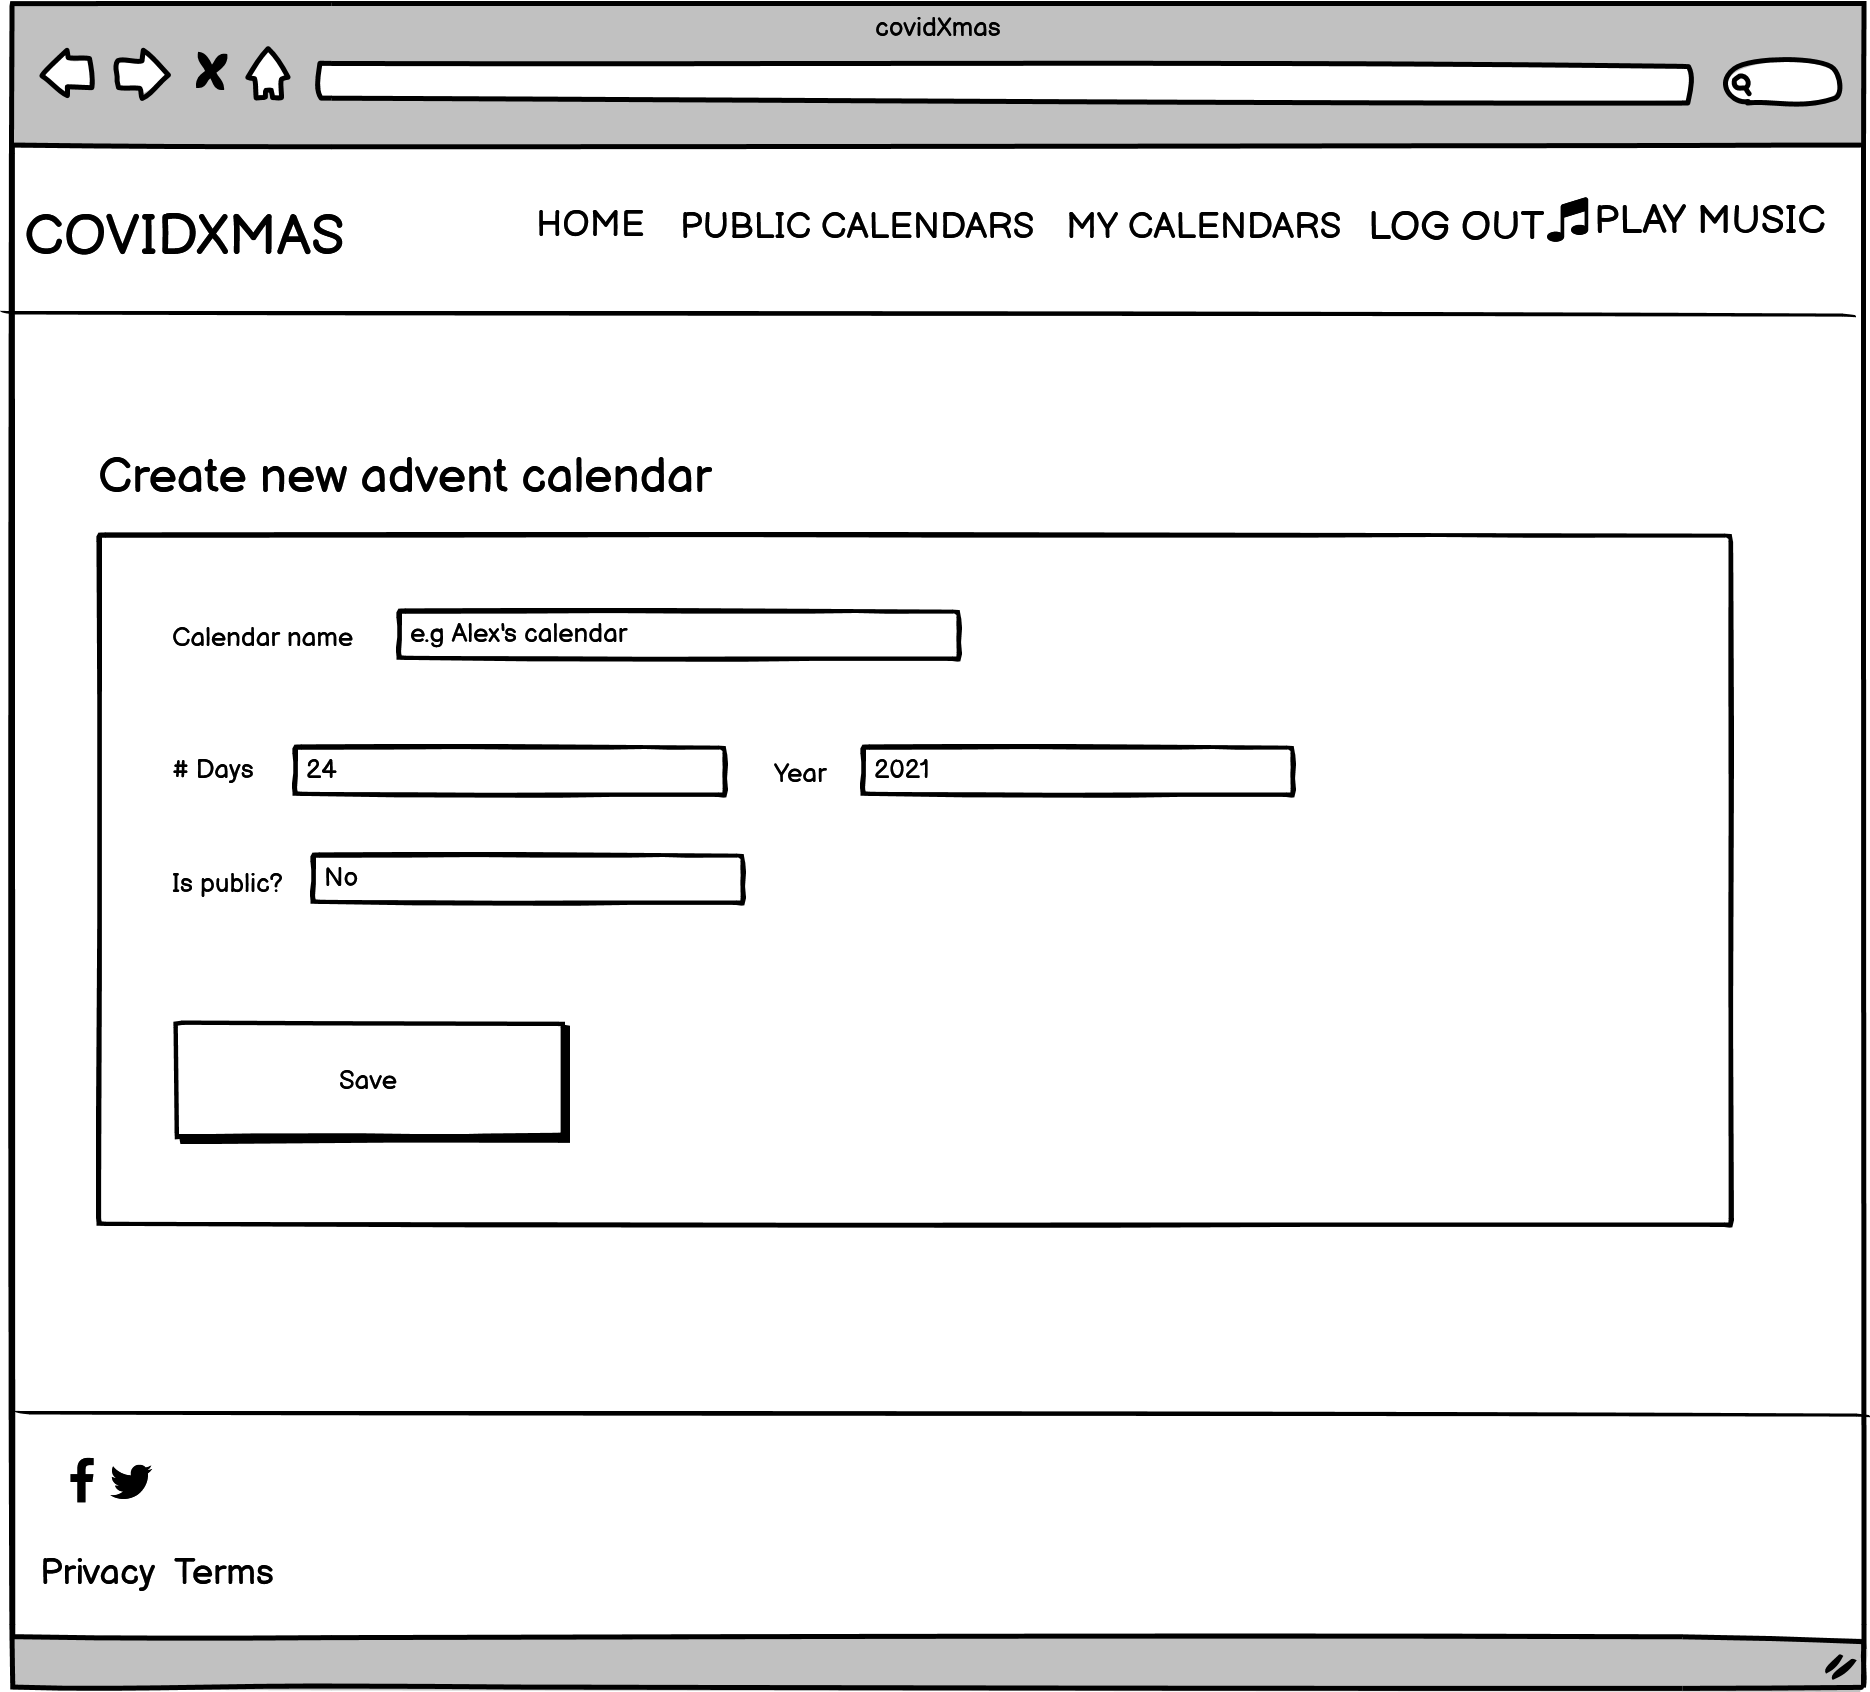 covidXmas
COVIDXMAS HOME PUBLIC CALENDARS MY CALENDARS LOG OUT PLAY MUSIC
Create new advent calendar
Calendar name e.g Alex's calendar
# Days 24 Year 2021
Is public? No
Save
Privacy Terms